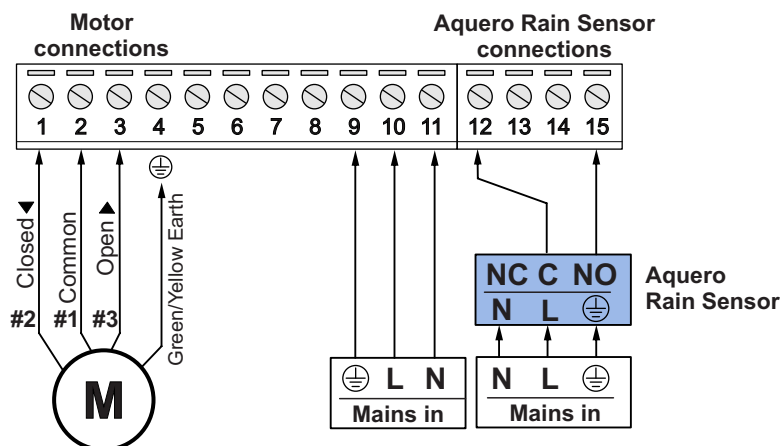 Motor
connections
Aquero Rain Sensor
connections
1 2 3 4 5 6 7 8 9 10 11 12 13 14 15
Closed ▼
Common
Open ▲
Green/Yellow Earth
#2 #1 #3
M
NC C NO
N L
Aquero
Rain Sensor
L N
Mains in
N L
Mains in